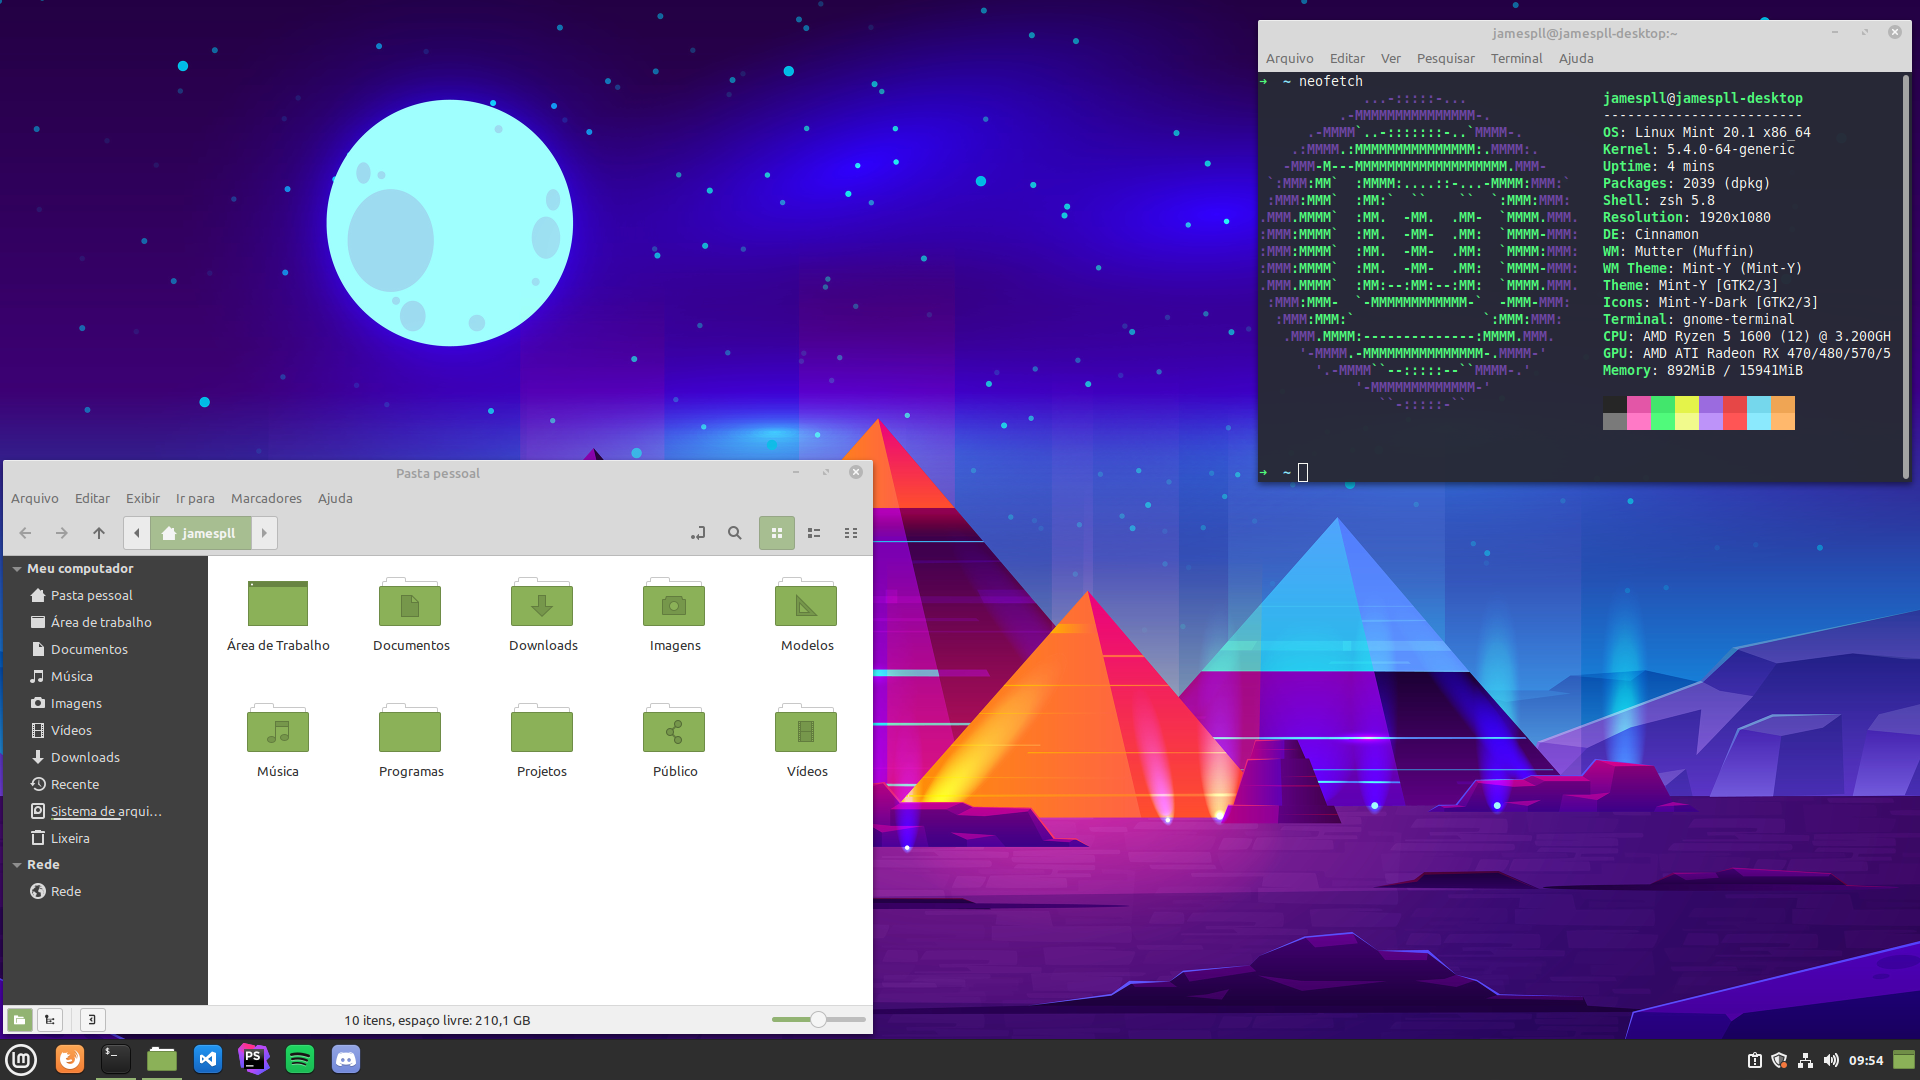 jamespll@jamespll-desktop:~
Arquivo Editar Ver Pesquisar Terminal Ajuda
➜ ~ neofetch
jamespll@jamespll-desktop
-------------------------
OS: Linux Mint 20.1 x86_64
Kernel: 5.4.0-64-generic
Uptime: 4 mins
Packages: 2039 (dpkg)
Shell: zsh 5.8
Resolution: 1920x1080
DE: Cinnamon
WM: Mutter (Muffin)
WM Theme: Mint-Y (Mint-Y)
Theme: Mint-Y [GTK2/3]
Icons: Mint-Y-Dark [GTK2/3]
Terminal: gnome-terminal
CPU: AMD Ryzen 5 1600 (12) @ 3.200GH
GPU: AMD ATI Radeon RX 470/480/570/5
Memory: 892MiB / 15941MiB
➜ ~
Pasta pessoal
Arquivo Editar Exibir Ir para Marcadores Ajuda
jamespll
Meu computador
Pasta pessoal
Área de trabalho
Documentos
Música
Imagens
Vídeos
Downloads
Recente
Sistema de arqui...
Lixeira
Rede
Rede
Área de Trabalho Documentos Downloads Imagens Modelos
Música Programas Projetos Público Vídeos
10 itens, espaço livre: 210,1 GB
$_
PS
09:54